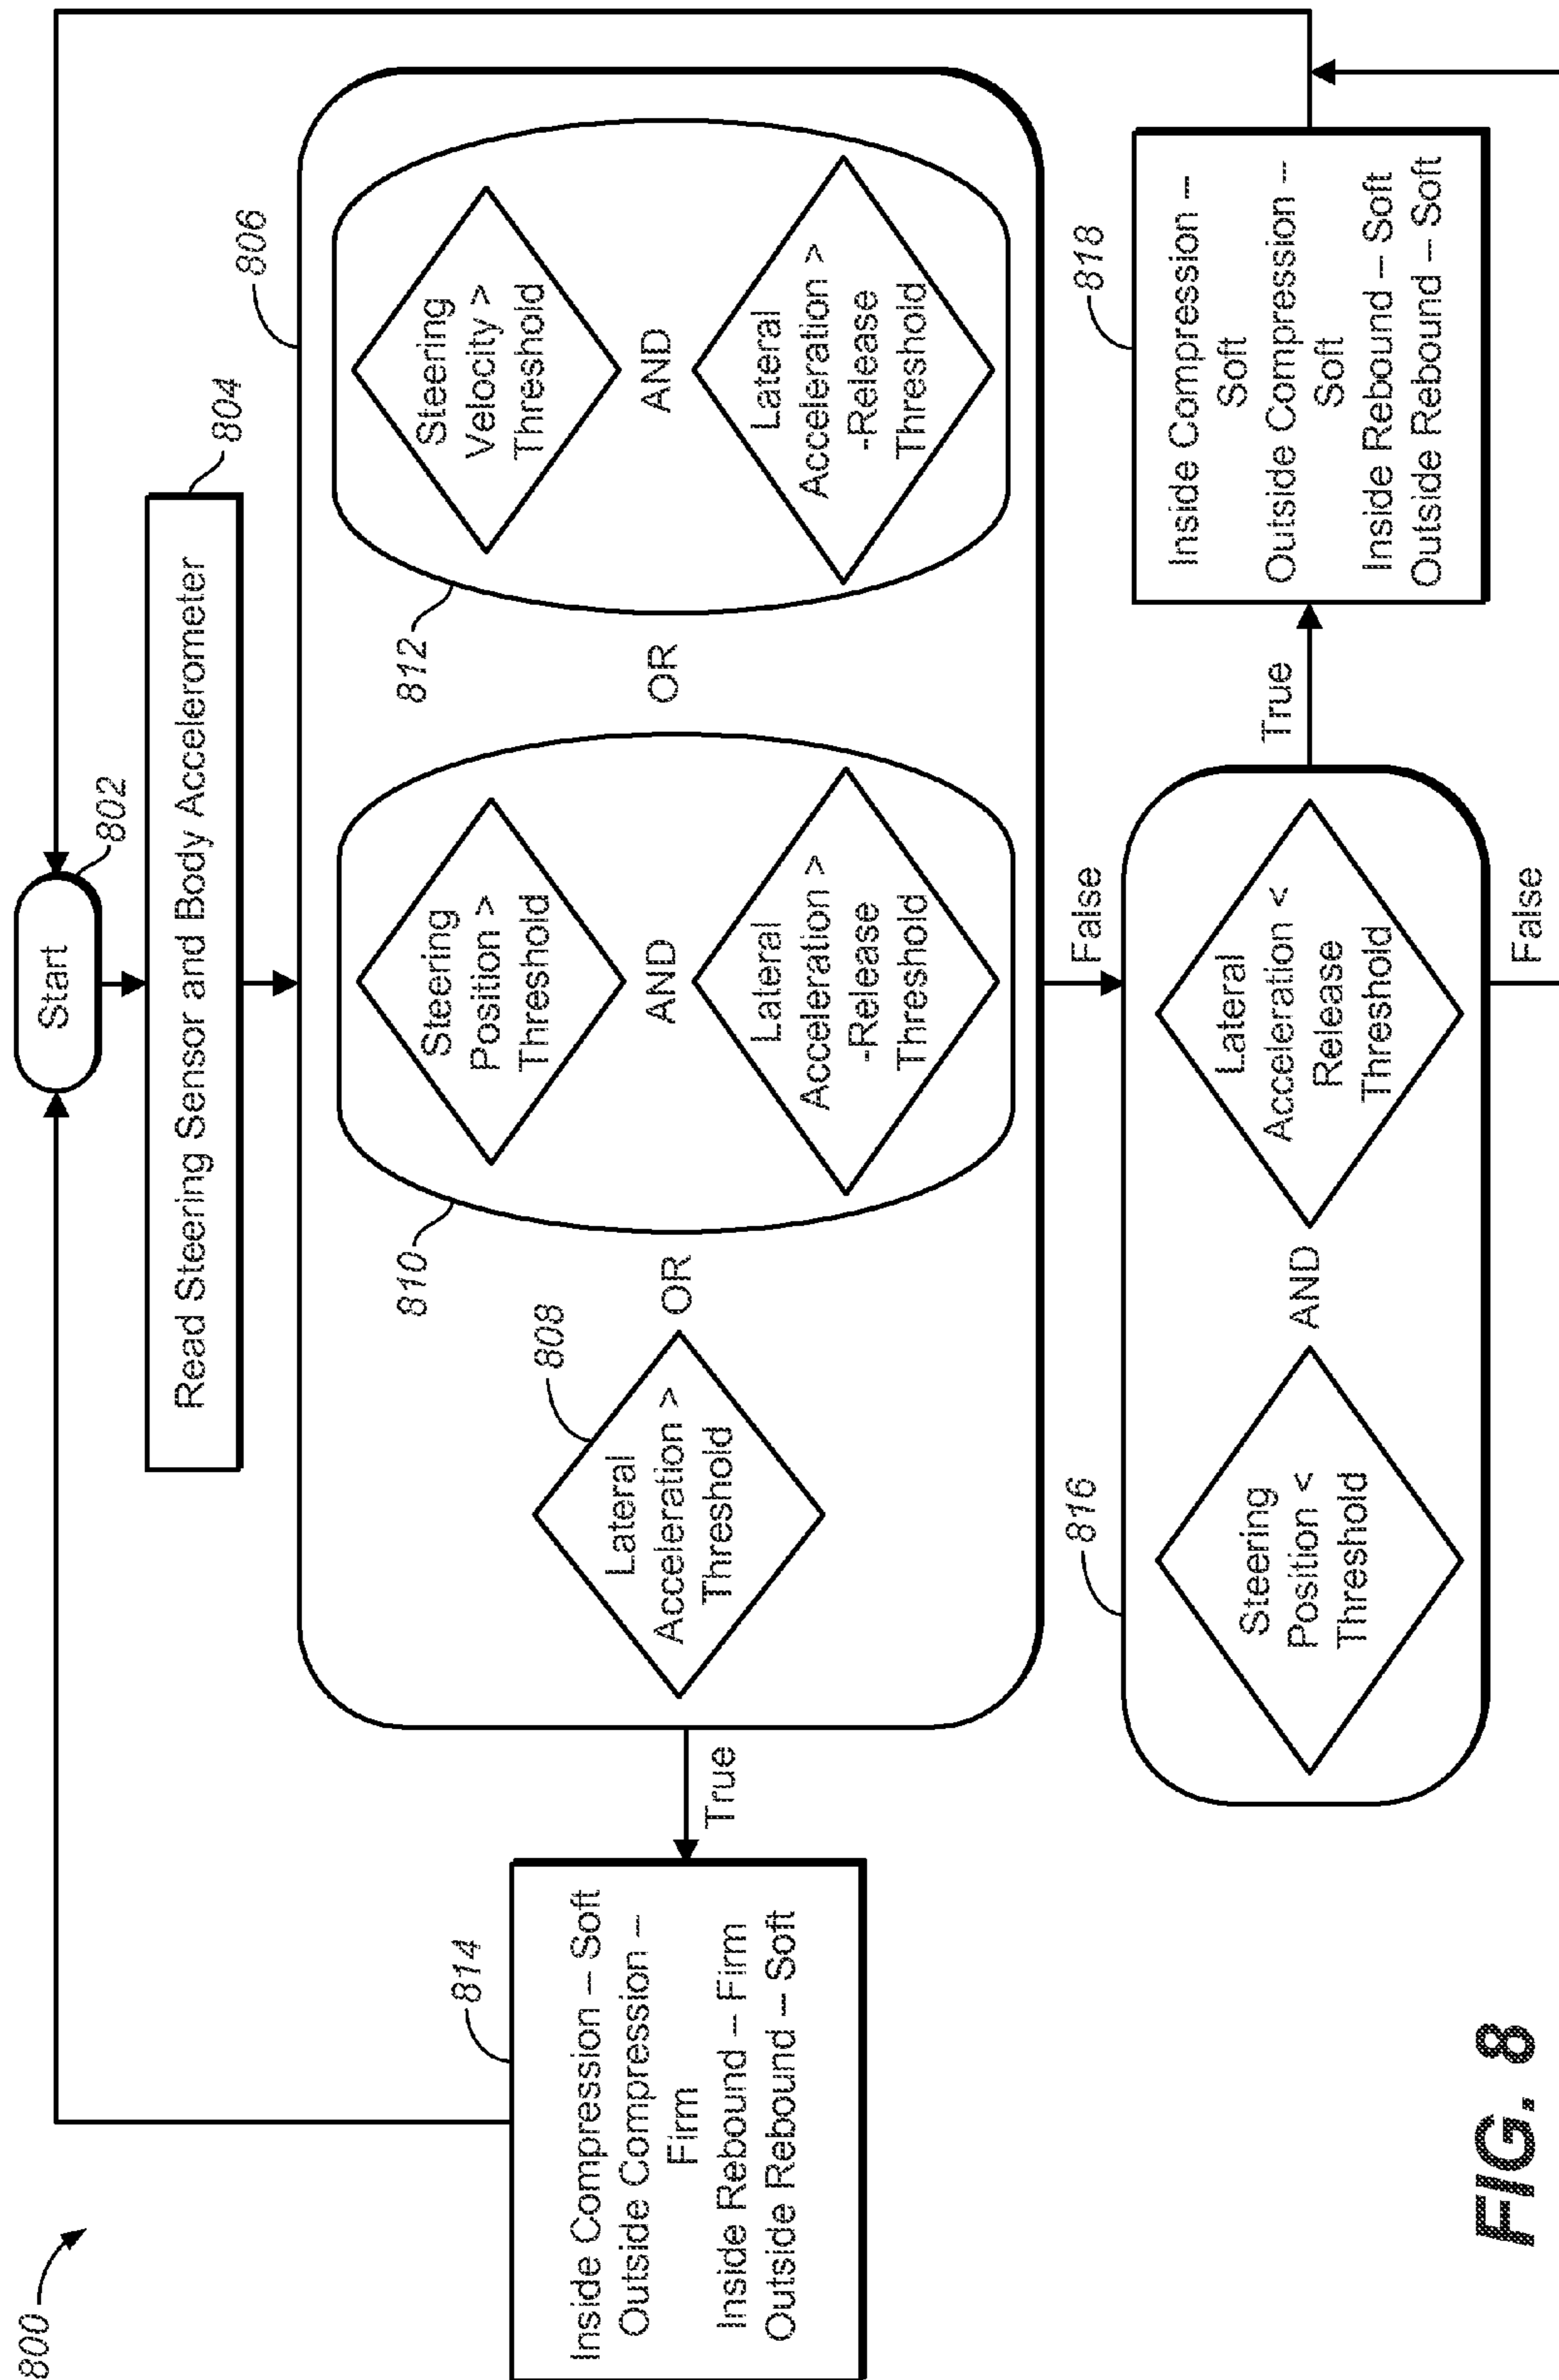 800
Start
802
Read Steering Sensor and Body Accelerometer
804
806
808
Lateral
Acceleration >
Threshold
OR
810
Steering
Position >
Threshold
AND
Lateral
Acceleration >
-Release
Threshold
OR
812
Steering
Velocity >
Threshold
AND
Lateral
Acceleration >
-Release
Threshold
True
814
Inside Compression – Soft
Outside Compression –
Firm
Inside Rebound – Firm
Outside Rebound – Soft
False
816
Steering
Position <
Threshold
AND
Lateral
Acceleration <
Release
Threshold
True
818
Inside Compression –
Soft
Outside Compression –
Soft
Inside Rebound – Soft
Outside Rebound – Soft
False
FIG. 8